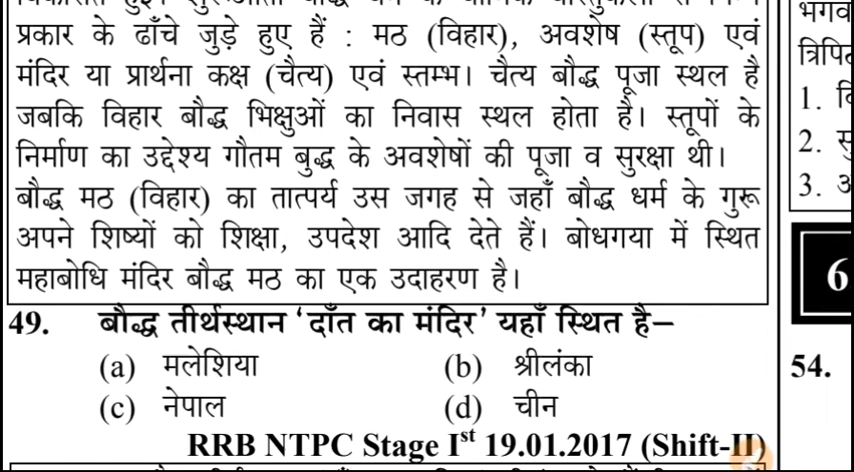 प्रकार के ढाँचे जुड़े हुए हैं : मठ (विहार), अवशेष (स्तूप) एवं
मंदिर या प्रार्थना कक्ष (चैत्य) एवं स्तम्भ। चैत्य बौद्ध पूजा स्थल है
जबकि विहार बौद्ध भिक्षुओं का निवास स्थल होता है। स्तूपों के
निर्माण का उद्देश्य गौतम बुद्ध के अवशेषों की पूजा व सुरक्षा थी।
बौद्ध मठ (विहार) का तात्पर्य उस जगह से जहाँ बौद्ध धर्म के गुरू
अपने शिष्यों को शिक्षा, उपदेश आदि देते हैं। बोधगया में स्थित
महाबोधि मंदिर बौद्ध मठ का एक उदाहरण है।
49. बौद्ध तीर्थस्थान ‘दाँत का मंदिर’ यहाँ स्थित है–
(a) मलेशिया (b) श्रीलंका
(c) नेपाल (d) चीन
RRB NTPC Stage Iˢᵗ 19.01.2017 (Shift-II)
1.
2.
3.
6
54.